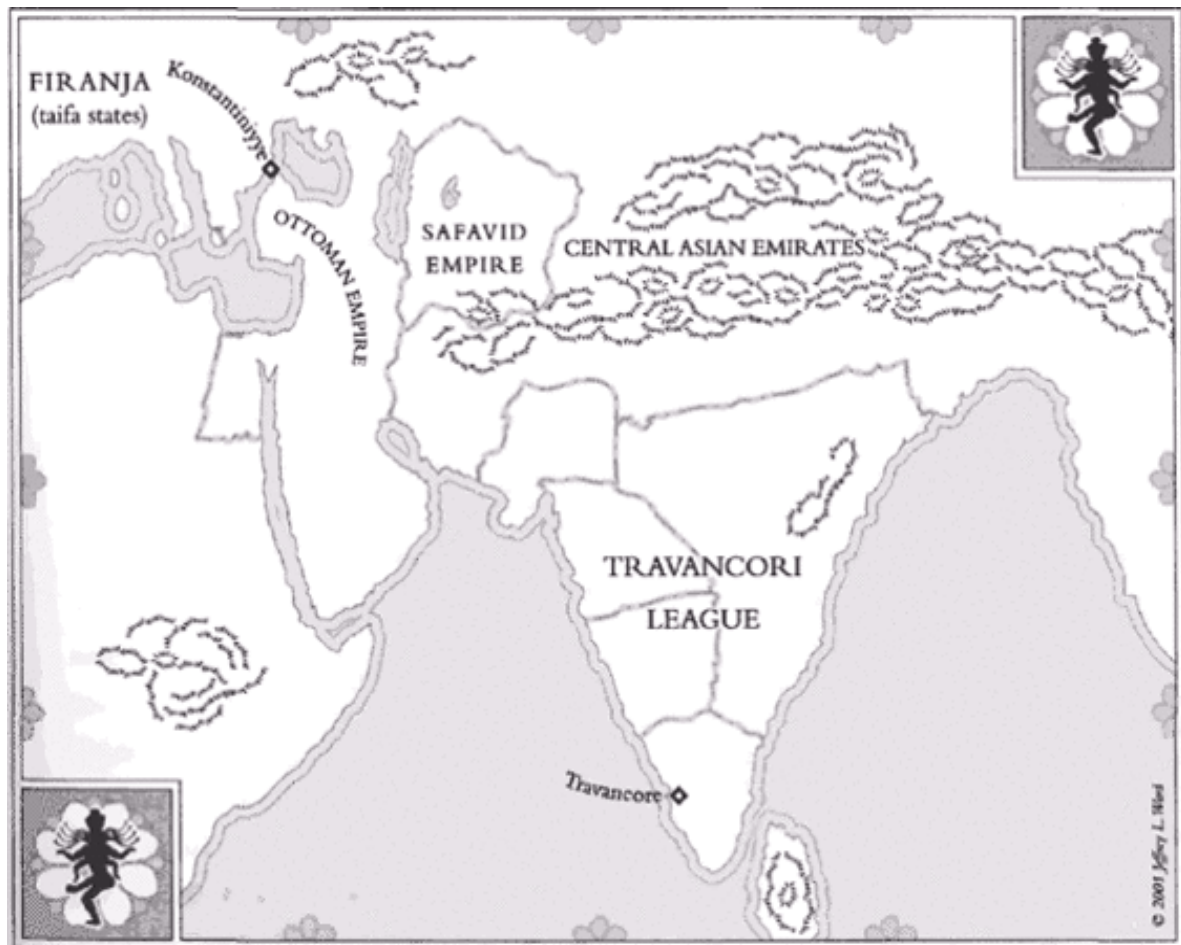 FIRANJA
(taifa states)
Konstantiniyye
OTTOMAN EMPIRE
SAFAVID
EMPIRE
CENTRAL ASIAN EMIRATES
TRAVANCORI
LEAGUE
Travancore
© 2001 Jeffrey L. Ward